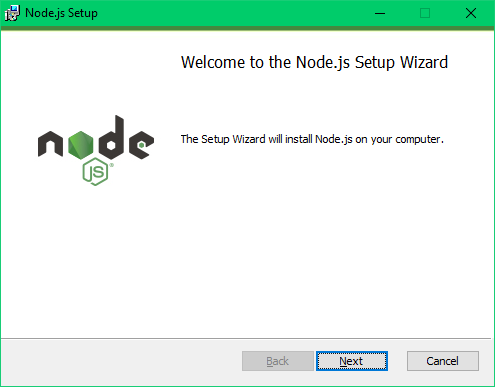 Node.js Setup
Welcome to the Node.js Setup Wizard
The Setup Wizard will install Node.js on your computer.
node
JS®
Back
Next
Cancel